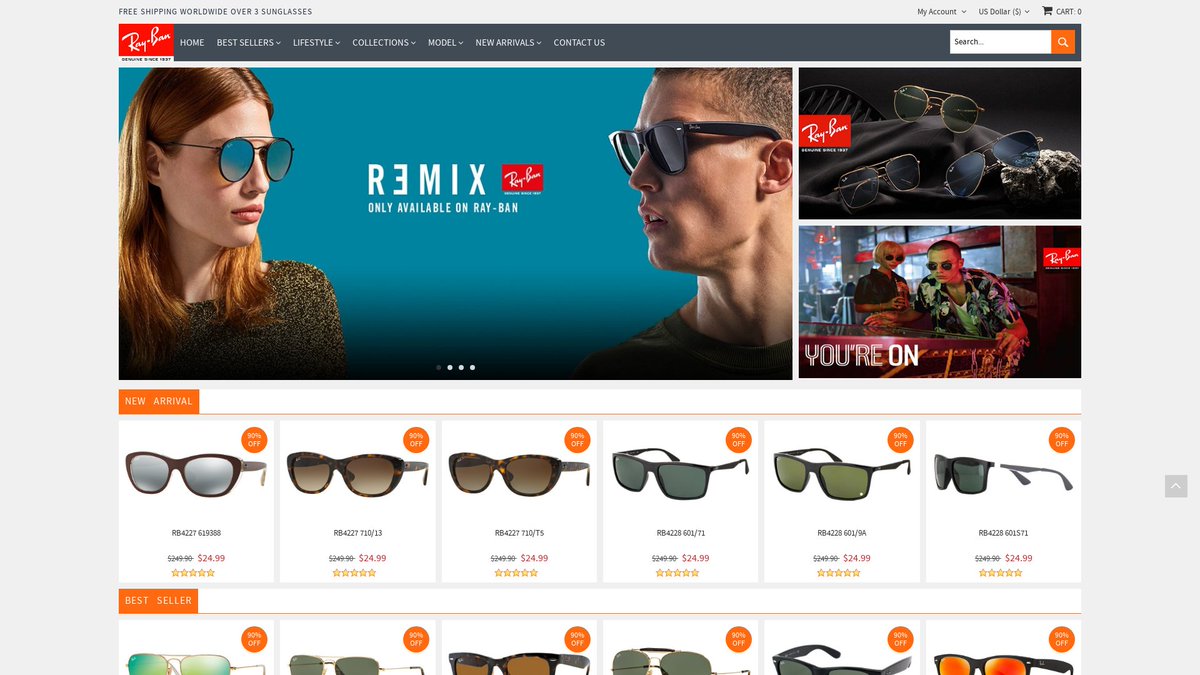 FREE SHIPPING WORLDWIDE OVER 3 SUNGLASSES
My Account
US Dollar ($)
CART: 0
Ray-Ban
GENUINE SINCE 1937
HOME
BEST SELLERS
LIFESTYLE
COLLECTIONS
MODEL
NEW ARRIVALS
CONTACT US
Search...
REMIX
Ray-Ban
ONLY AVAILABLE ON RAY-BAN
Ray-Ban
GENUINE SINCE 1937
Ray-Ban
YOU'RE ON
NEW ARRIVAL
90% OFF
90% OFF
90% OFF
90% OFF
90% OFF
90% OFF
RB4227 619388
RB4227 710/13
RB4227 710/T5
RB4228 601/71
RB4228 601/9A
RB4228 601S71
$249.90 $24.99
$249.90 $24.99
$249.90 $24.99
$249.90 $24.99
$249.90 $24.99
$249.90 $24.99
BEST SELLER
90% OFF
90% OFF
90% OFF
90% OFF
90% OFF
90% OFF